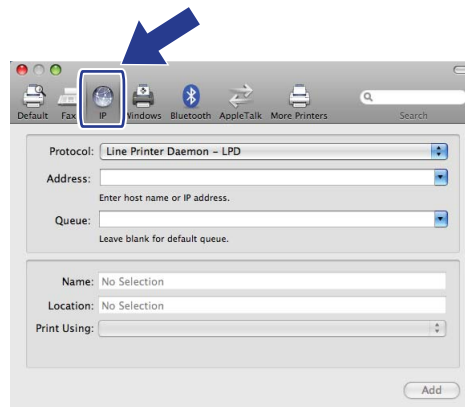 Default Fax IP Windows Bluetooth AppleTalk More Printers Search
Protocol: Line Printer Daemon – LPD
Address:
Enter host name or IP address.
Queue:
Leave blank for default queue.
Name: No Selection
Location: No Selection
Print Using:
Add